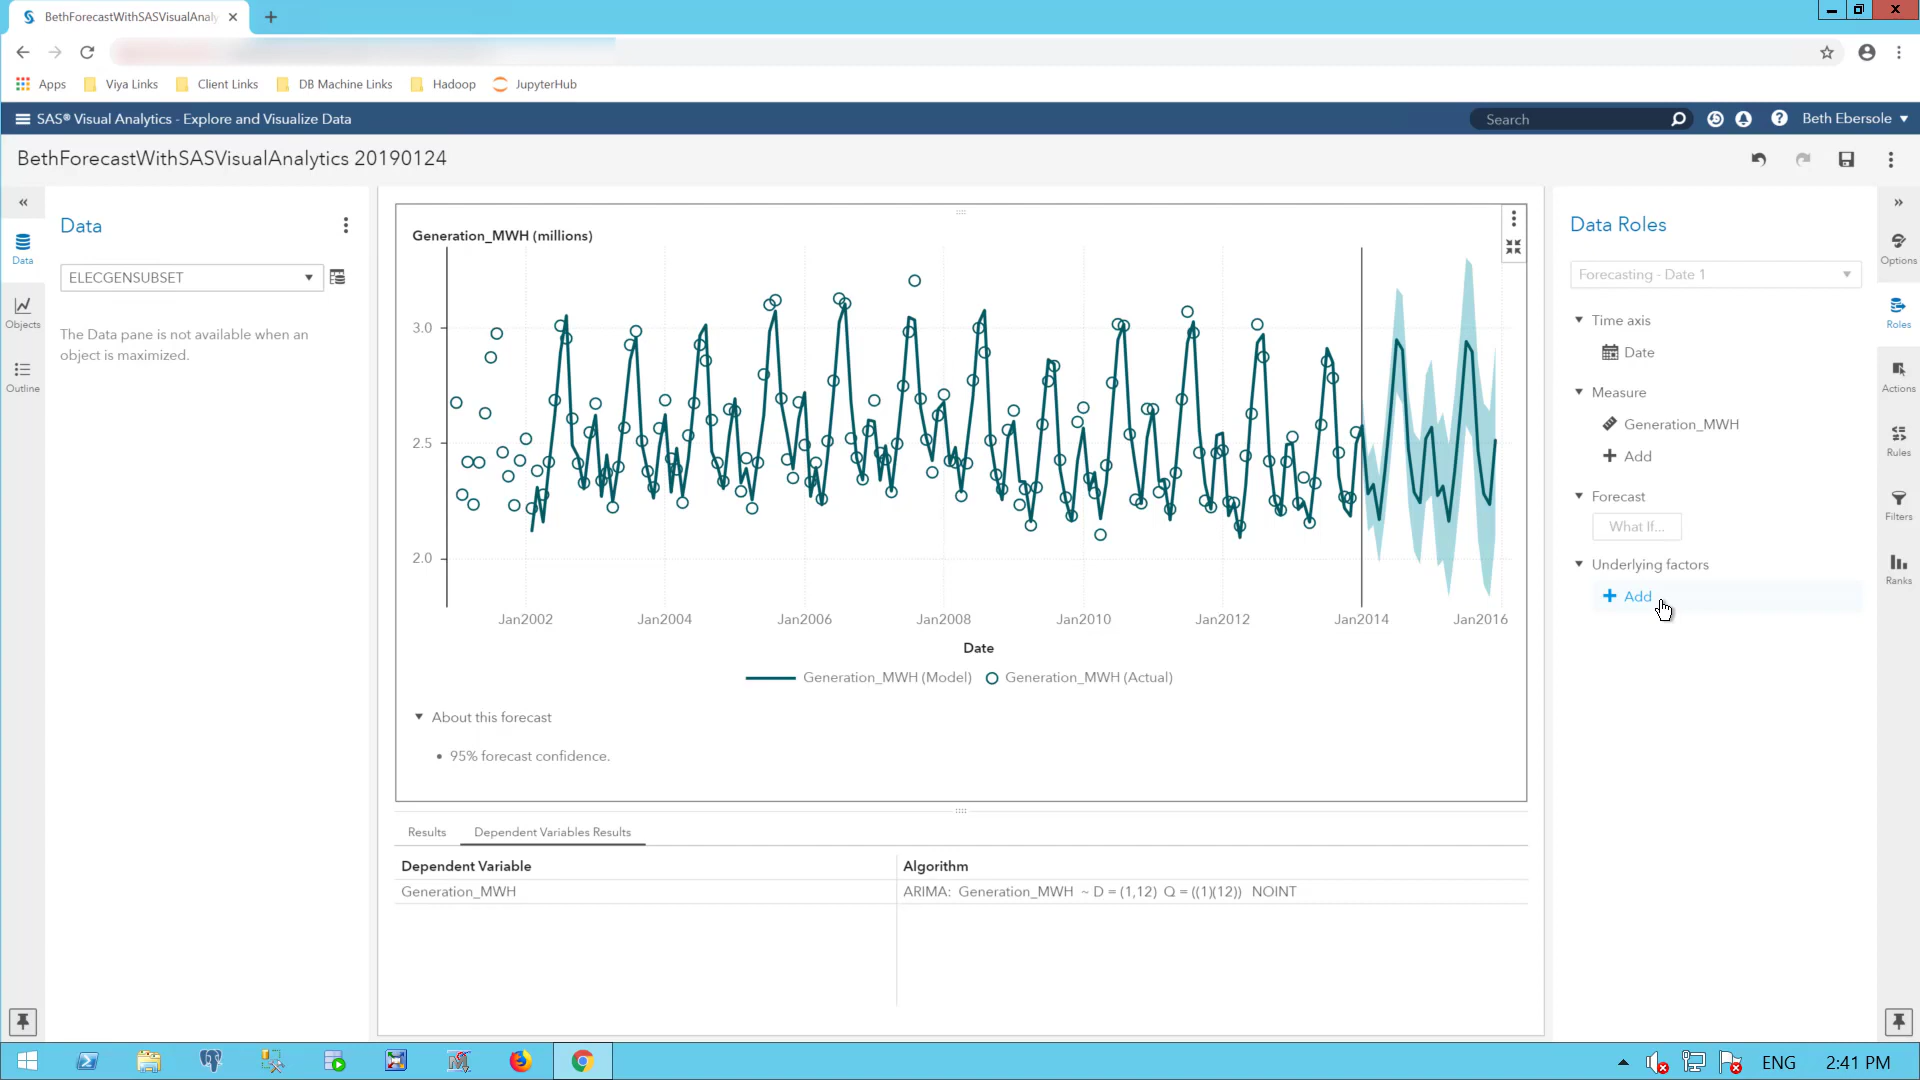 BethForecastWithSASVisualAnaly
Apps
Viya Links
Client Links
DB Machine Links
Hadoop
JupyterHub
SAS® Visual Analytics - Explore and Visualize Data
Search
Beth Ebersole
BethForecastWithSASVisualAnalytics 20190124
Data
Objects
Outline
Data
ELECGENSUBSET
The Data pane is not available when an
object is maximized.
Generation_MWH (millions)
3.0
2.5
2.0
Jan2002
Jan2004
Jan2006
Jan2008
Jan2010
Jan2012
Jan2014
Jan2016
Date
Generation_MWH (Model)
Generation_MWH (Actual)
About this forecast
• 95% forecast confidence.
Results
Dependent Variables Results
Dependent Variable
Algorithm
Generation_MWH
ARIMA: Generation_MWH ~ D = (1,12) Q = ((1)(12)) NOINT
Data Roles
Forecasting - Date 1
Time axis
Date
Measure
Generation_MWH
Add
Forecast
What If...
Underlying factors
Add
Options
Roles
Actions
Rules
Filters
Ranks
ENG
2:41 PM